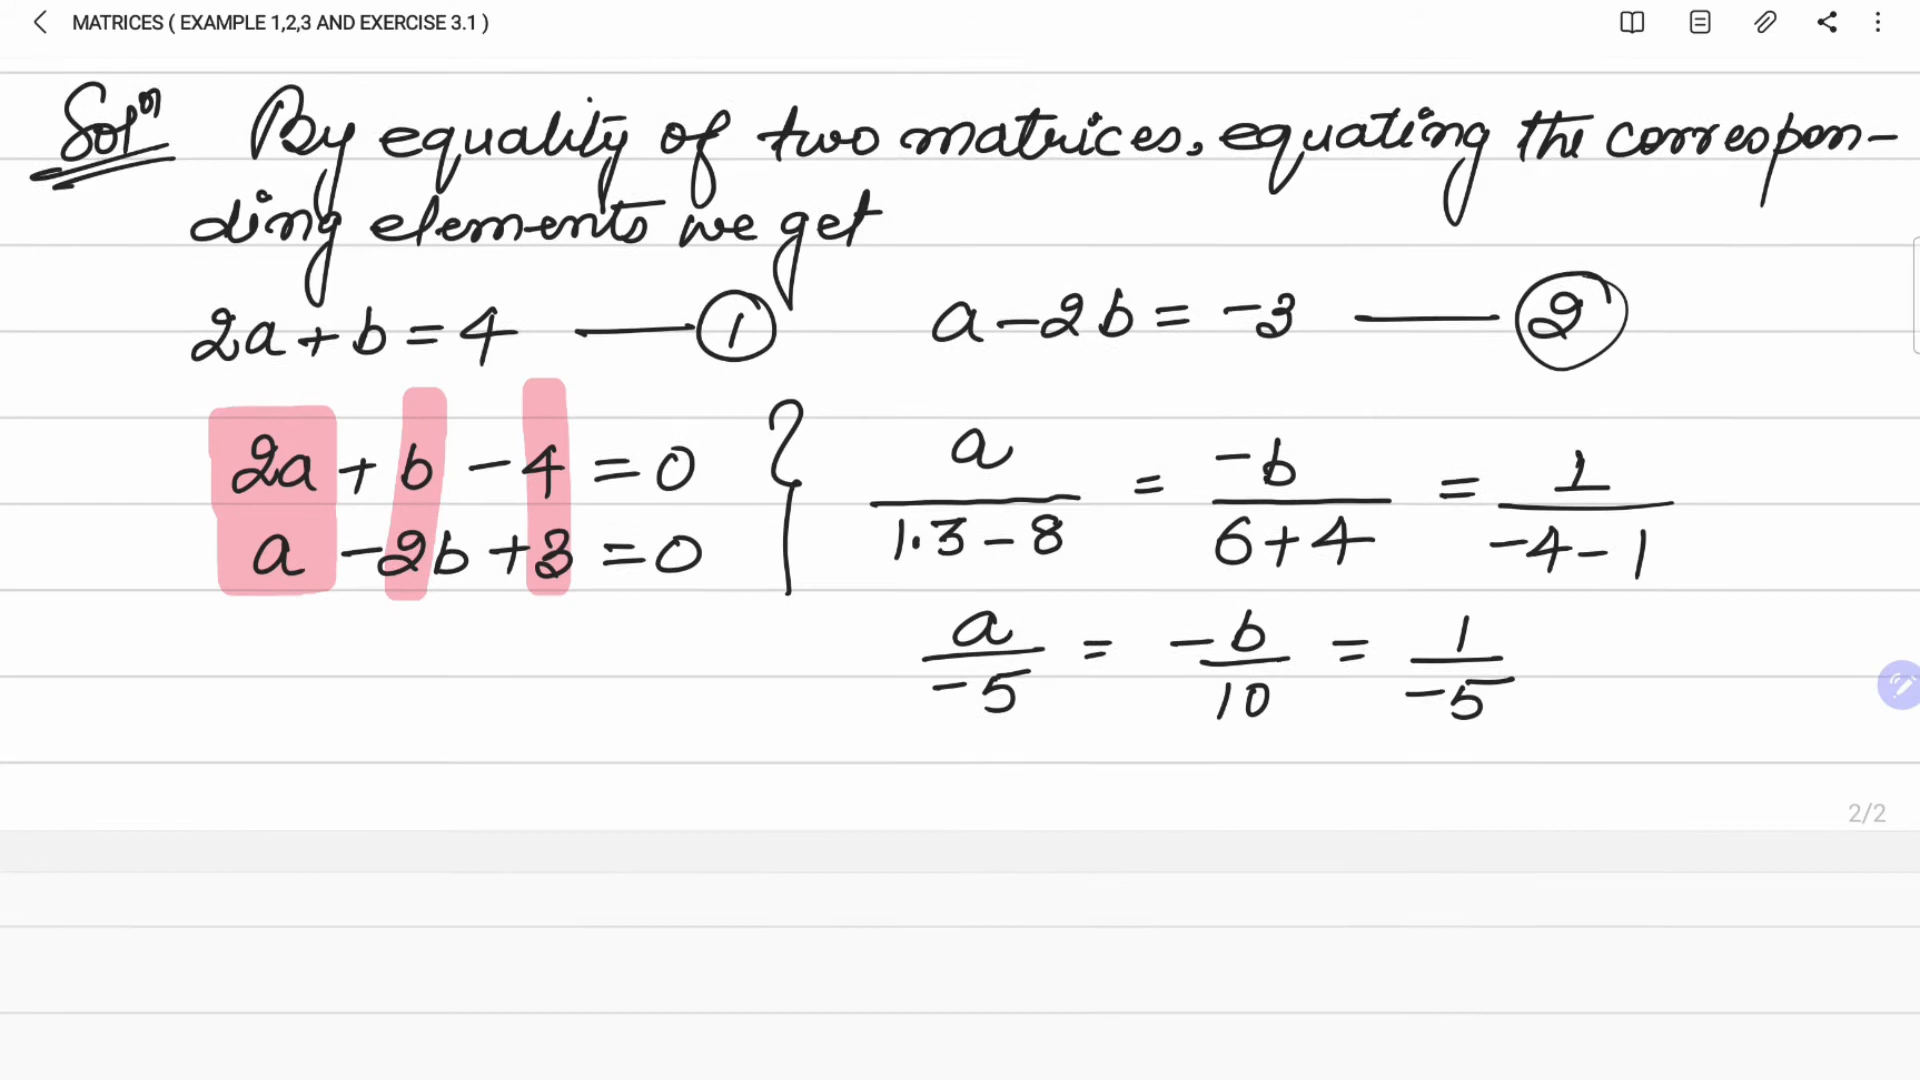 MATRICES ( EXAMPLE 1,2,3 AND EXERCISE 3.1 )
Solⁿ By equality of two matrices, equating the correspon-
ding elements we get
2a+b=4 —— ① a-2b= -3 —— ②
2a + b - 4 = 0 } a/(1·3-8) = -b/(6+4) = 1/(-4-1)
a - 2b + 3 = 0
a/-5 = -b/10 = 1/-5
2/2